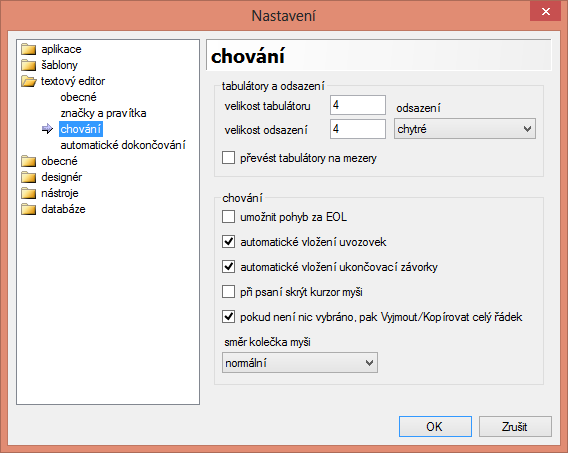 Nastavení
aplikace
šablony
textový editor
obecné
značky a pravítka
chování
automatické dokončování
obecné
designér
nástroje
databáze
chování
tabulátory a odsazení
velikost tabulátoru 4 odsazení
velikost odsazení 4 chytré
převést tabulátory na mezery
chování
umožnit pohyb za EOL
automatické vložení uvozovek
automatické vložení ukončovací závorky
při psaní skrýt kurzor myši
pokud není nic vybráno, pak Vyjmout/Kopírovat celý řádek
směr kolečka myši
normální
OK Zrušit